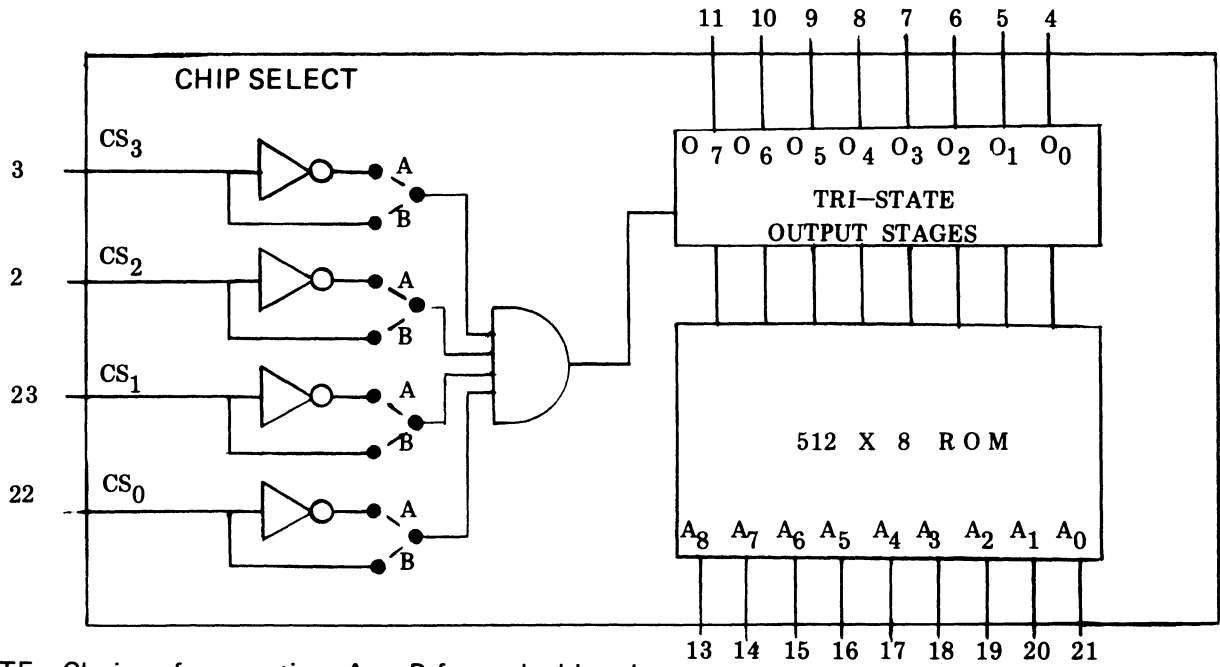 11 10 9 8 7 6 5 4
CHIP SELECT
CS3
3
A
B
O7 O6 O5 O4 O3 O2 O1 O0
TRI-STATE
OUTPUT STAGES
CS2
2
A
B
CS1
23
A
B
512 X 8 ROM
CS0
22
A
B
A8 A7 A6 A5 A4 A3 A2 A1 A0
13 14 15 16 17 18 19 20 21